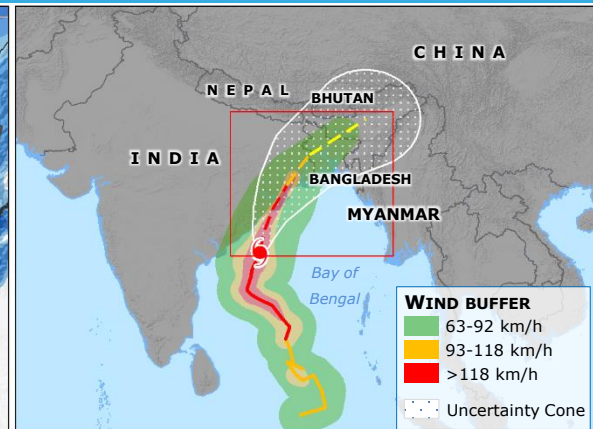 CHINA
NEPAL
BHUTAN
INDIA
BANGLADESH
MYANMAR
Bay of
Bengal
WIND BUFFER
63-92 km/h
93-118 km/h
>118 km/h
Uncertainty Cone